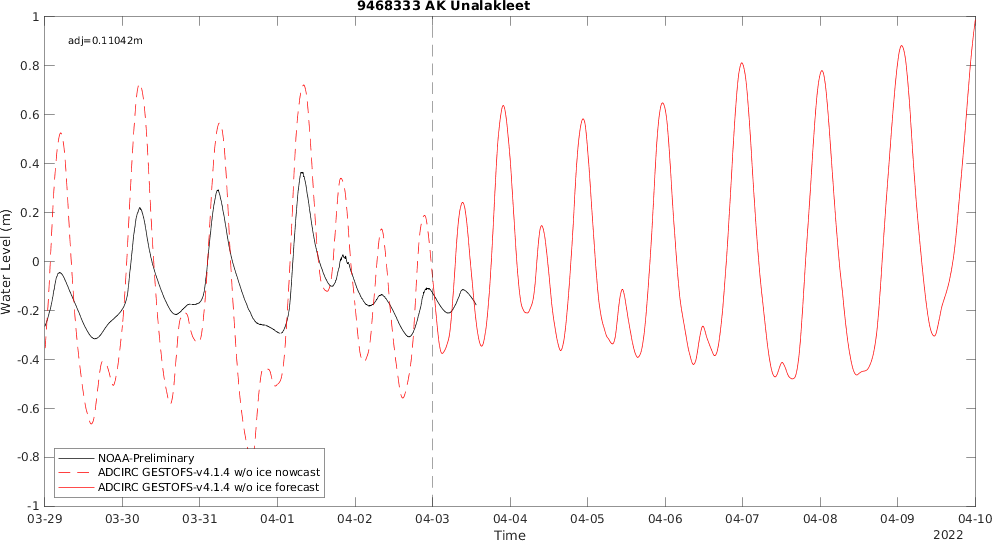 9468333 AK Unalakleet
adj=0.11042m
Water Level (m)
1
0.8
0.6
0.4
0.2
0
-0.2
-0.4
-0.6
-0.8
-1
NOAA-Preliminary
ADCIRC GESTOFS-v4.1.4 w/o ice nowcast
ADCIRC GESTOFS-v4.1.4 w/o ice forecast
03-29 03-30 03-31 04-01 04-02 04-03 04-04 04-05 04-06 04-07 04-08 04-09 04-10
Time
2022